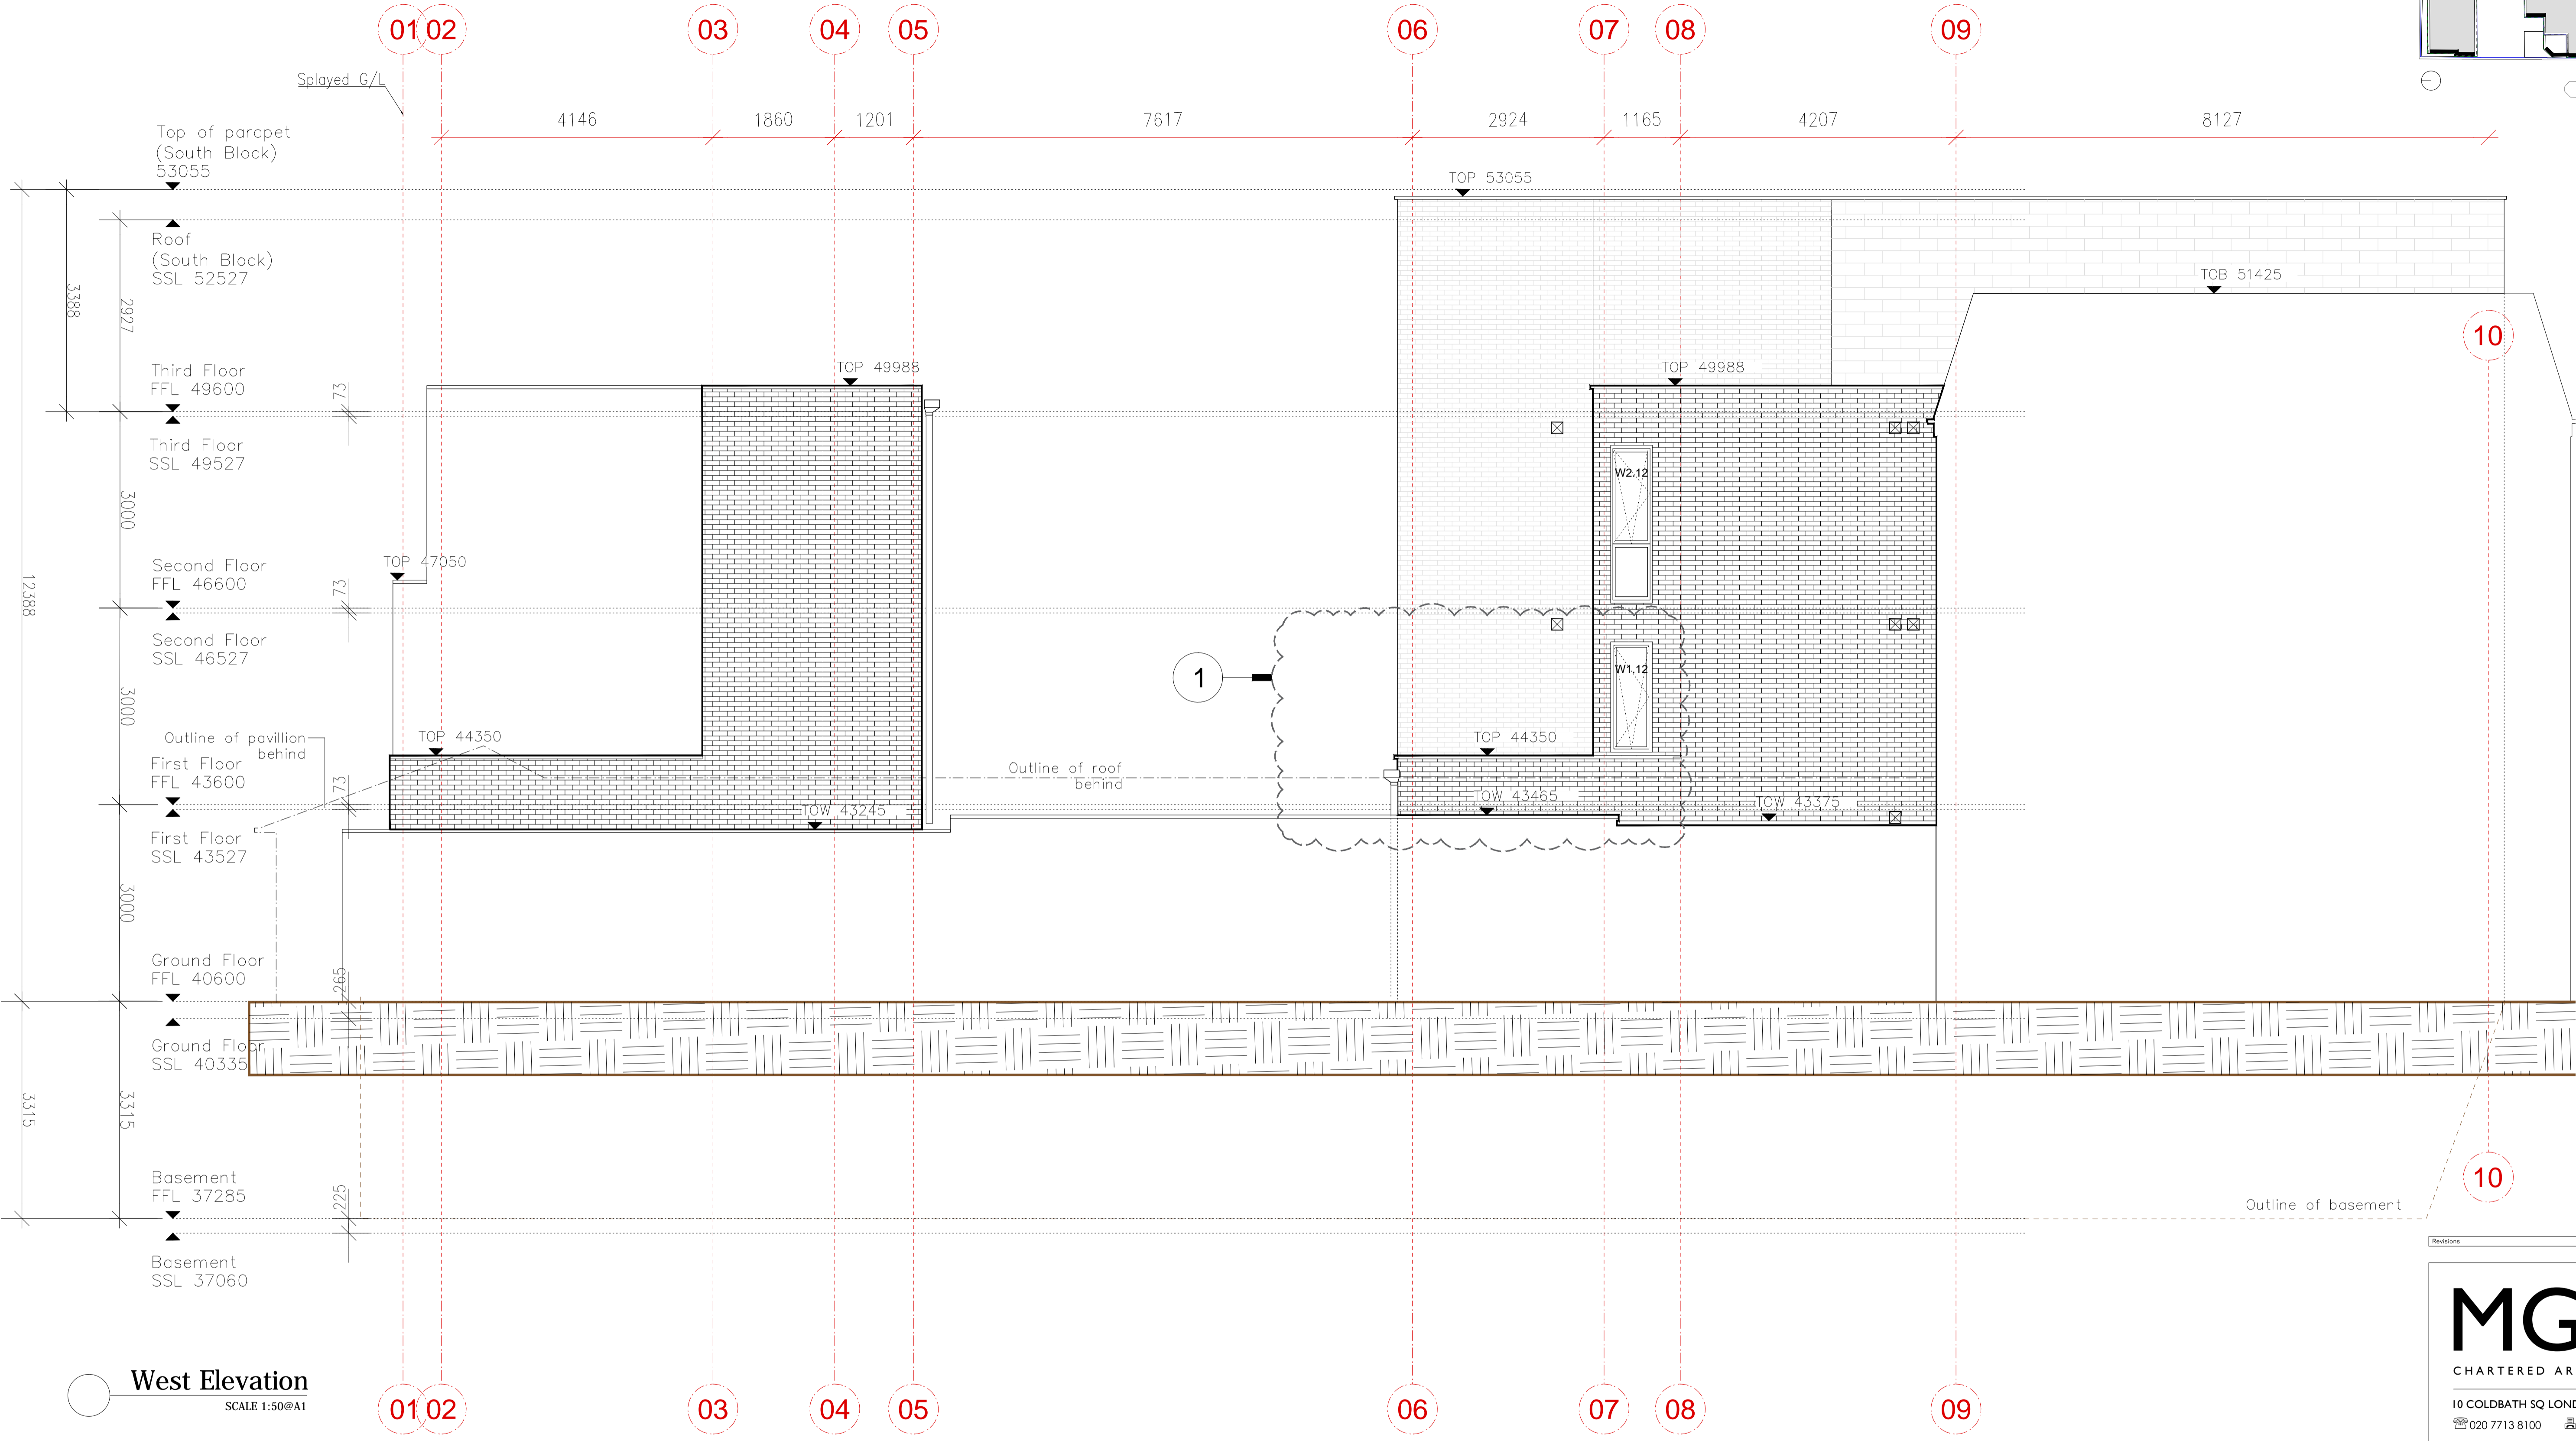 01 02 03 04 05 06 07 08 09
Splayed G/L
4146 1860 1201 7617 2924 1165 4207 8127
Top of parapet
(South Block)
53055
TOP 53055
Roof
(South Block)
SSL 52527
TOB 51425
3388
2927
10
Third Floor
FFL 49600
73
TOP 49988
TOP 49988
Third Floor
SSL 49527
W2.12
3000
Second Floor
FFL 46600
73
TOP 47050
12388
Second Floor
SSL 46527
1
W1.12
3000
Outline of pavillion
behind
TOP 44350
TOP 44350
First Floor
FFL 43600
73
Outline of roof
behind
TOW 43245
TOW 43465
TOW 43375
First Floor
SSL 43527
3000
Ground Floor
FFL 40600
265
Ground Floor
SSL 40335
3315
3315
Basement
FFL 37285
225
10
Outline of basement
Basement
SSL 37060
Revisions
MG
CHARTERED AR
West Elevation
SCALE 1:50@A1
01 02 03 04 05 06 07 08 09
10 COLDBATH SQ LOND
020 7713 8100